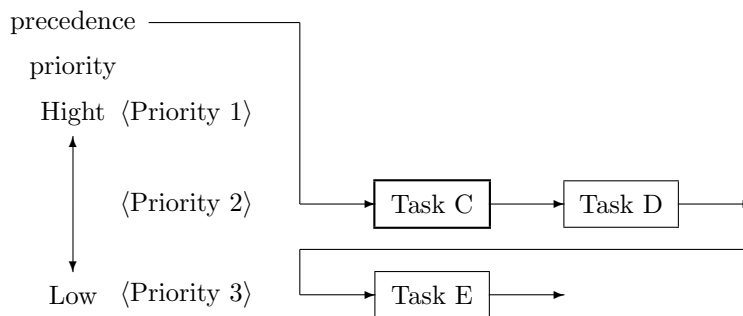 precedence
priority
Hight ⟨Priority 1⟩
⟨Priority 2⟩ Task C Task D
Low ⟨Priority 3⟩ Task E